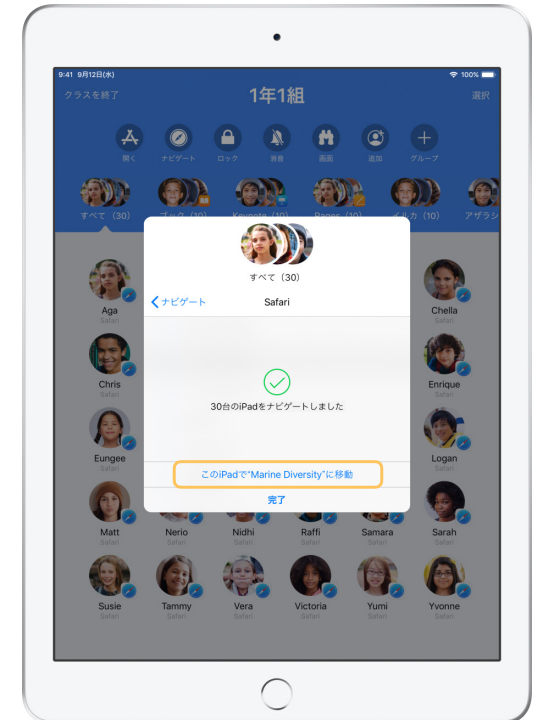 9:41 9月12日(水)
100%
クラスを終了
1年1組
選択
開く
ナビゲート
ロック
消音
画面
追加
グループ
すべて (30)
ブック (10)
Keynote (10)
Pages (10)
イルカ (10)
アザラシ
すべて (30)
ナビゲート
Safari
30台のiPadをナビゲートしました
このiPadで"Marine Diversity"に移動
完了
Aga
Safari
Chella
Safari
Chris
Safari
Enrique
Safari
Eungee
Safari
Logan
Safari
Matt
Safari
Nerio
Safari
Nidhi
Safari
Raffi
Safari
Samara
Safari
Sarah
Safari
Susie
Safari
Tammy
Safari
Vera
Safari
Victoria
Safari
Yumi
Safari
Yvonne
Safari